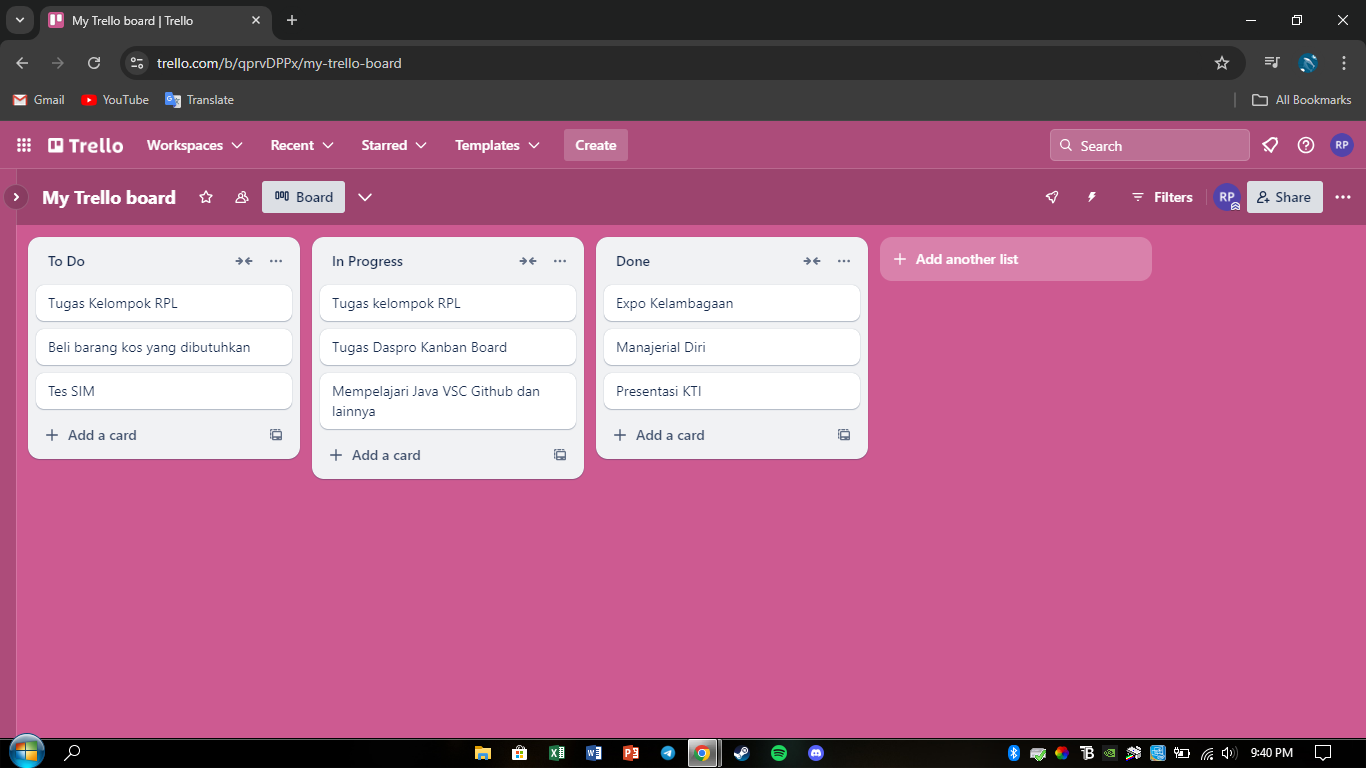 My Trello board | Trello
trello.com/b/qprvDPPx/my-trello-board
Gmail
YouTube
Translate
All Bookmarks
Trello
Workspaces
Recent
Starred
Templates
Create
Search
RP
My Trello board
Board
Filters
RP
Share
To Do
Tugas Kelompok RPL
Beli barang kos yang dibutuhkan
Tes SIM
Add a card
In Progress
Tugas kelompok RPL
Tugas Daspro Kanban Board
Mempelajari Java VSC Github dan
lainnya
Add a card
Done
Expo Kelambagaan
Manajerial Diri
Presentasi KTI
Add a card
Add another list
9:40 PM